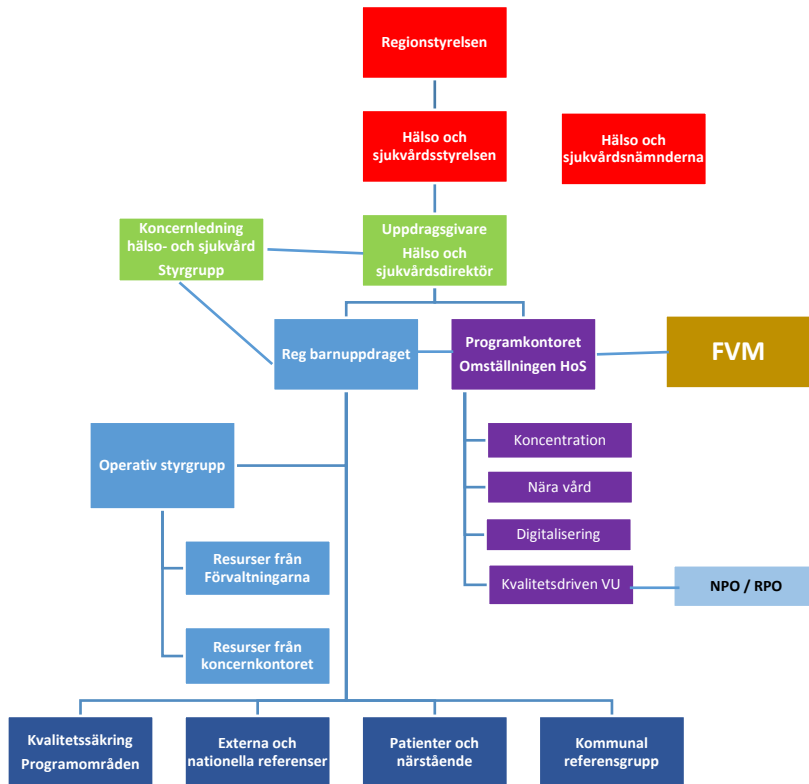 Regionstyrelsen
Hälso och
sjukvårdsstyrelsen
Hälso och
sjukvårdsnämnderna
Koncernledning
hälso- och sjukvård
Styrgrupp
Uppdragsgivare
Hälso och
sjukvårdsdirektör
Reg barnuppdraget
Programkontoret
Omställningen HoS
FVM
Koncentration
Operativ styrgrupp
Nära vård
Digitalisering
Resurser från
Förvaltningarna
Kvalitetsdriven VU
NPO / RPO
Resurser från
koncernkontoret
Kvalitetssäkring
Programområden
Externa och
nationella referenser
Patienter och
närstående
Kommunal
referensgrupp